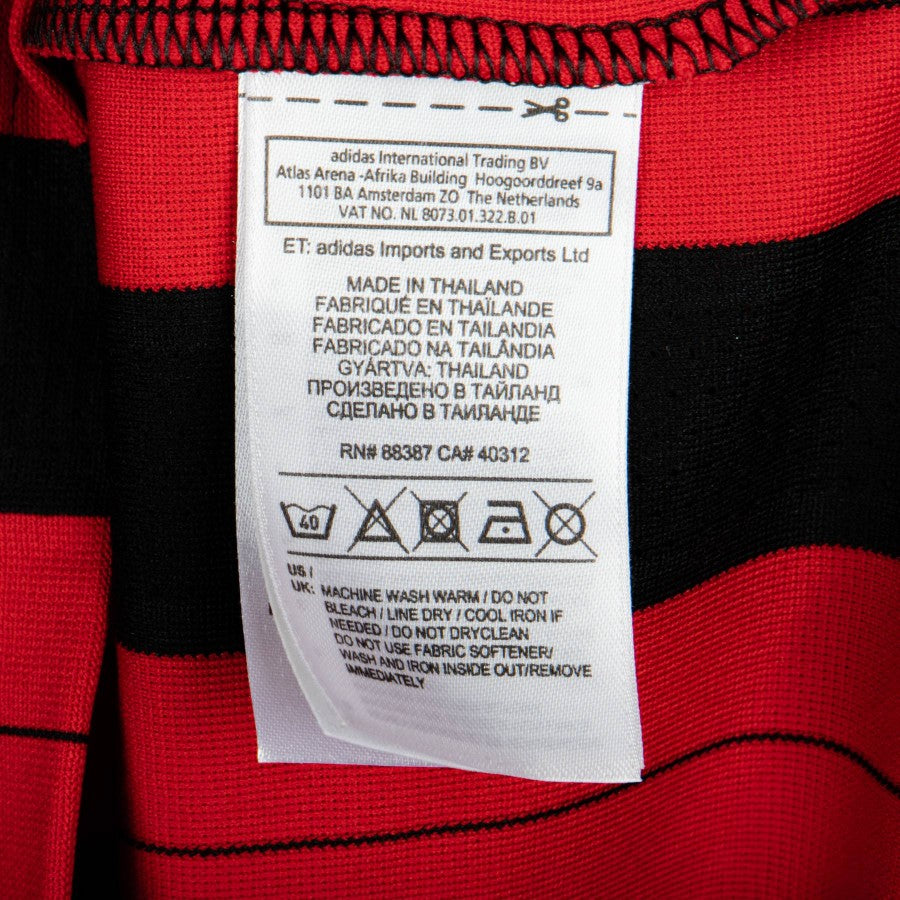 adidas International Trading BV
Atlas Arena -Afrika Building Hoogoorddreef 9a
1101 BA Amsterdam ZO The Netherlands
VAT NO. NL 8073.01.322.B.01
ET: adidas Imports and Exports Ltd
MADE IN THAILAND
FABRIQUÉ EN THAÏLANDE
FABRICADO EN TAILANDIA
FABRICADO NA TAILÂNDIA
GYÁRTVA: THAILAND
ПРОИЗВЕДЕНО В ТАЙЛАНД
СДЕЛАНО В ТАИЛАНДЕ
RN# 88387 CA# 40312
40
US /
UK: MACHINE WASH WARM / DO NOT
BLEACH / LINE DRY / COOL IRON IF
NEEDED / DO NOT DRYCLEAN
DO NOT USE FABRIC SOFTENER/
WASH AND IRON INSIDE OUT/REMOVE
IMMEDIATELY